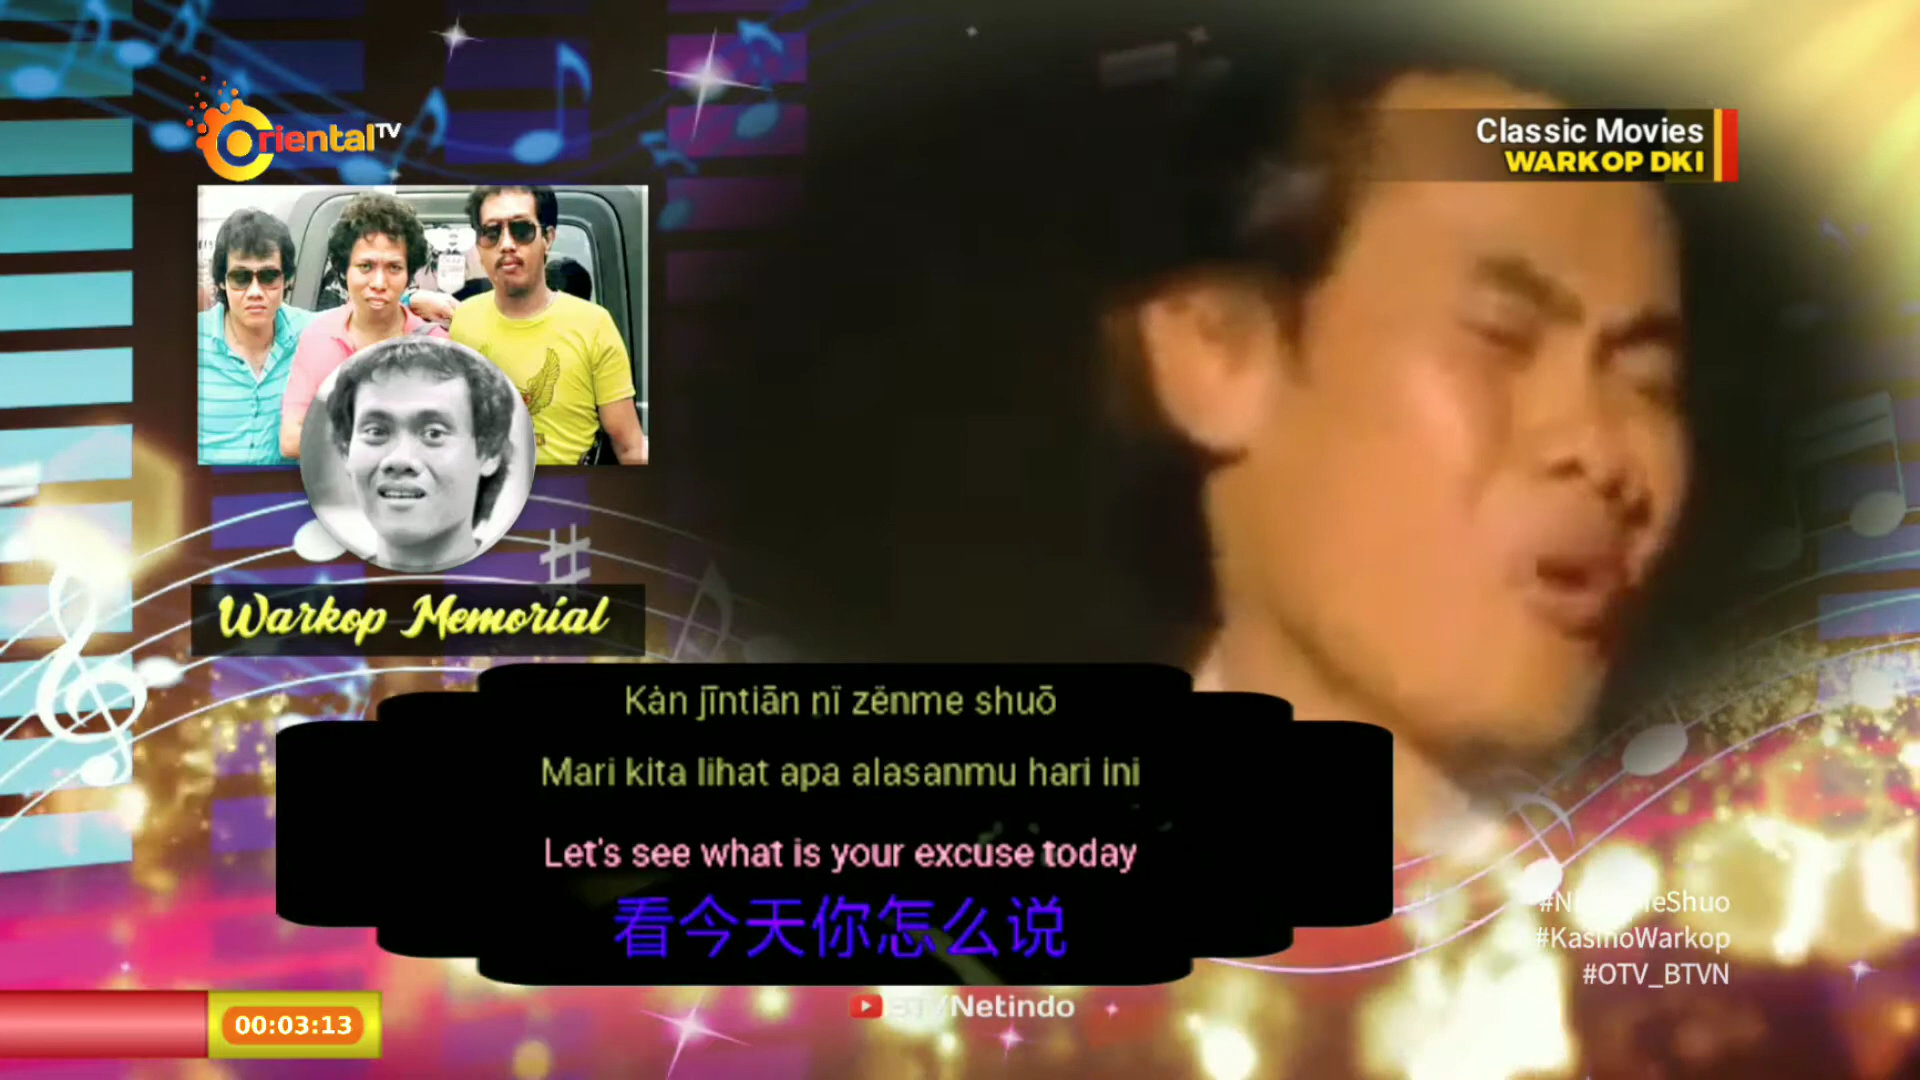 Oriental TV
Classic Movies
WARKOP DKI
Warkop Memorial
Kàn jīntiān nǐ zěnme shuō
Mari kita lihat apa alasanmu hari ini
Let's see what is your excuse today
看今天你怎么说
#KasinoWarkop
#OTV_BTVN
Netindo
00:03:13